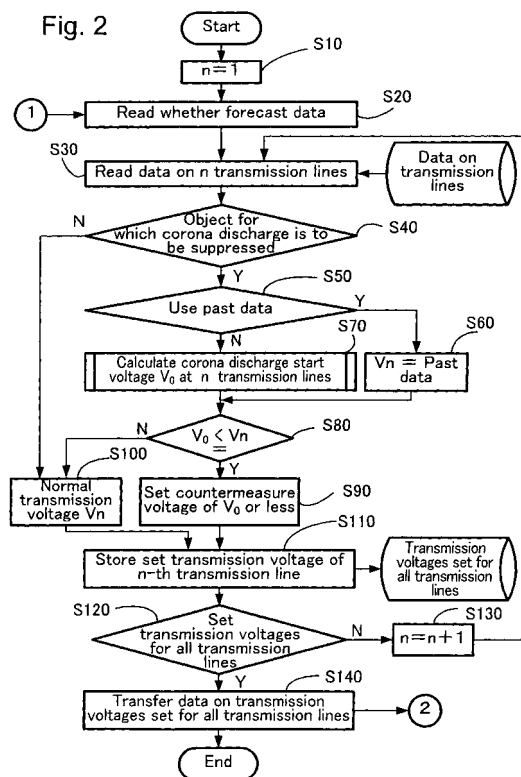 Fig. 2
Start
S10
n=1
1
S20
Read whether forecast data
S30
Read data on n transmission lines
Data on
transmission
lines
N
Object for
which corona discharge is to
be suppressed
S40
Y
S50
Use past data
Y
N
S70
S60
Calculate corona discharge start
voltage V0 at n transmission lines
Vn = Past
data
N
V0 ≦ Vn
S80
Y
S100
Normal
transmission
voltage Vn
S90
Set countermeasure
voltage of V0 or less
S110
Store set transmission voltage of
n-th transmission line
Transmission
voltages set for
all transmission
lines
S120
Set
transmission voltages
for all transmission
lines
N
S130
n=n+1
Y
S140
Transfer data on transmission
voltages set for all transmission lines
2
End